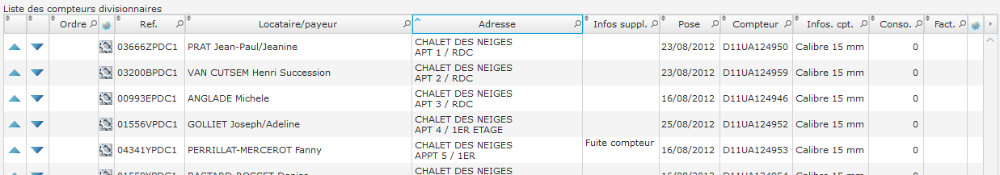 Liste des compteurs divisionnaires
Ordre Ref. Locataire/payeur Adresse Infos suppl. Pose Compteur Infos. cpt. Conso. Fact.
03666ZPDC1 PRAT Jean-Paul/Jeanine CHALET DES NEIGES 23/08/2012 D11UA124950 Calibre 15 mm 0
APT 1 / RDC
03200BPDC1 VAN CUTSEM Henri Succession CHALET DES NEIGES 23/08/2012 D11UA124959 Calibre 15 mm 0
APT 2 / RDC
00993EPDC1 ANGLADE Michele CHALET DES NEIGES 16/08/2012 D11UA124946 Calibre 15 mm 0
APT 3 / RDC
01556VPDC1 GOLLIET Joseph/Adeline CHALET DES NEIGES 25/08/2012 D11UA124952 Calibre 15 mm 0
APT 4 / 1ER ETAGE
04341YPDC1 PERRILLAT-MERCEROT Fanny CHALET DES NEIGES Fuite compteur 16/08/2012 D11UA124953 Calibre 15 mm 0
APPT 5 / 1ER
CHALET DES NEIGES